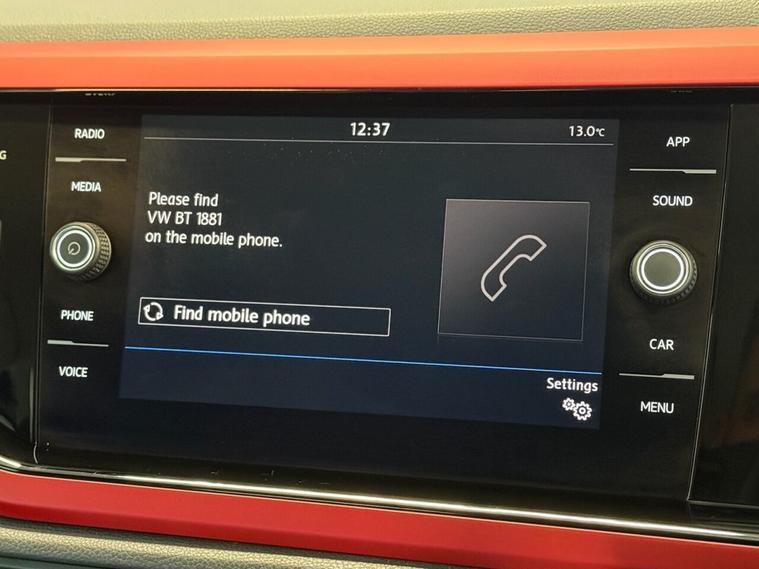 12:37
13.0°C
RADIO
MEDIA
PHONE
VOICE
Please find
VW BT 1881
on the mobile phone.
Find mobile phone
Settings
APP
SOUND
CAR
MENU
G